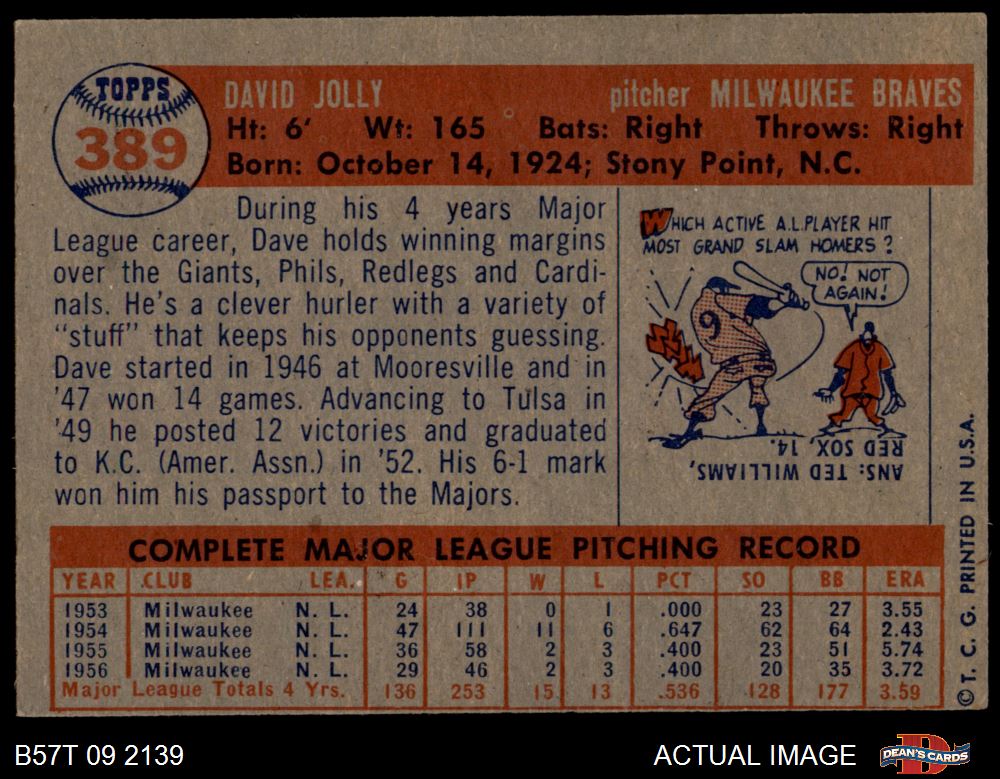 TOPPS
389
DAVID JOLLY pitcher MILWAUKEE BRAVES
Ht: 6' Wt: 165 Bats: Right Throws: Right
Born: October 14, 1924; Stony Point, N.C.
During his 4 years Major
League career, Dave holds winning margins
over the Giants, Phils, Redlegs and Cardi-
nals. He's a clever hurler with a variety of
"stuff" that keeps his opponents guessing.
Dave started in 1946 at Mooresville and in
'47 won 14 games. Advancing to Tulsa in
'49 he posted 12 victories and graduated
to K.C. (Amer. Assn.) in '52. His 6-1 mark
won him his passport to the Majors.
WHICH ACTIVE A.L. PLAYER HIT
MOST GRAND SLAM HOMERS?
NO! NOT
AGAIN!
9
ANS: TED WILLIAMS,
RED SOX, 14.
COMPLETE MAJOR LEAGUE PITCHING RECORD
YEAR CLUB LEA. G IP W L PCT SO BB ERA
1953 Milwaukee N. L. 24 38 0 1 .000 23 27 3.55
1954 Milwaukee N. L. 47 111 11 6 .647 62 64 2.43
1955 Milwaukee N. L. 36 58 2 3 .400 23 51 5.74
1956 Milwaukee N. L. 29 46 2 3 .400 20 35 3.72
Major League Totals 4 Yrs. 136 253 15 13 .536 128 177 3.59
© T. C. G. PRINTED IN U.S.A.
B57T 09 2139 ACTUAL IMAGE
DEAN'S CARDS